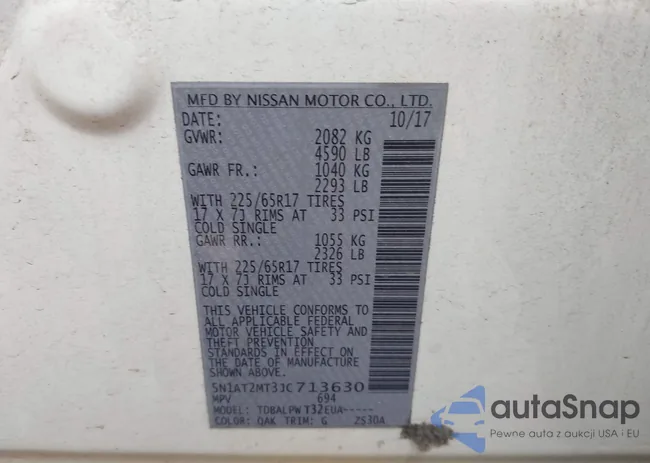 MFD BY NISSAN MOTOR CO., LTD.
DATE: 10/17
GVWR: 2082 KG
4590 LB
GAWR FR.: 1040 KG
2293 LB
WITH 225/65R17 TIRES
17 X 7J RIMS AT 33 PSI
COLD SINGLE
GAWR RR.: 1055 KG
2326 LB
WITH 225/65R17 TIRES
17 X 7J RIMS AT 33 PSI
COLD SINGLE
THIS VEHICLE CONFORMS TO
ALL APPLICABLE FEDERAL
MOTOR VEHICLE SAFETY AND
THEFT PREVENTION
STANDARDS IN EFFECT ON
THE DATE OF MANUFACTURE
SHOWN ABOVE.
5N1AT2MT3JC713630
MPV 694
MODEL: TDBALPW T32EUA-----
COLOR: QAK TRIM: G 2S30A
autoSnap
Pewne auta z aukcji USA i EU